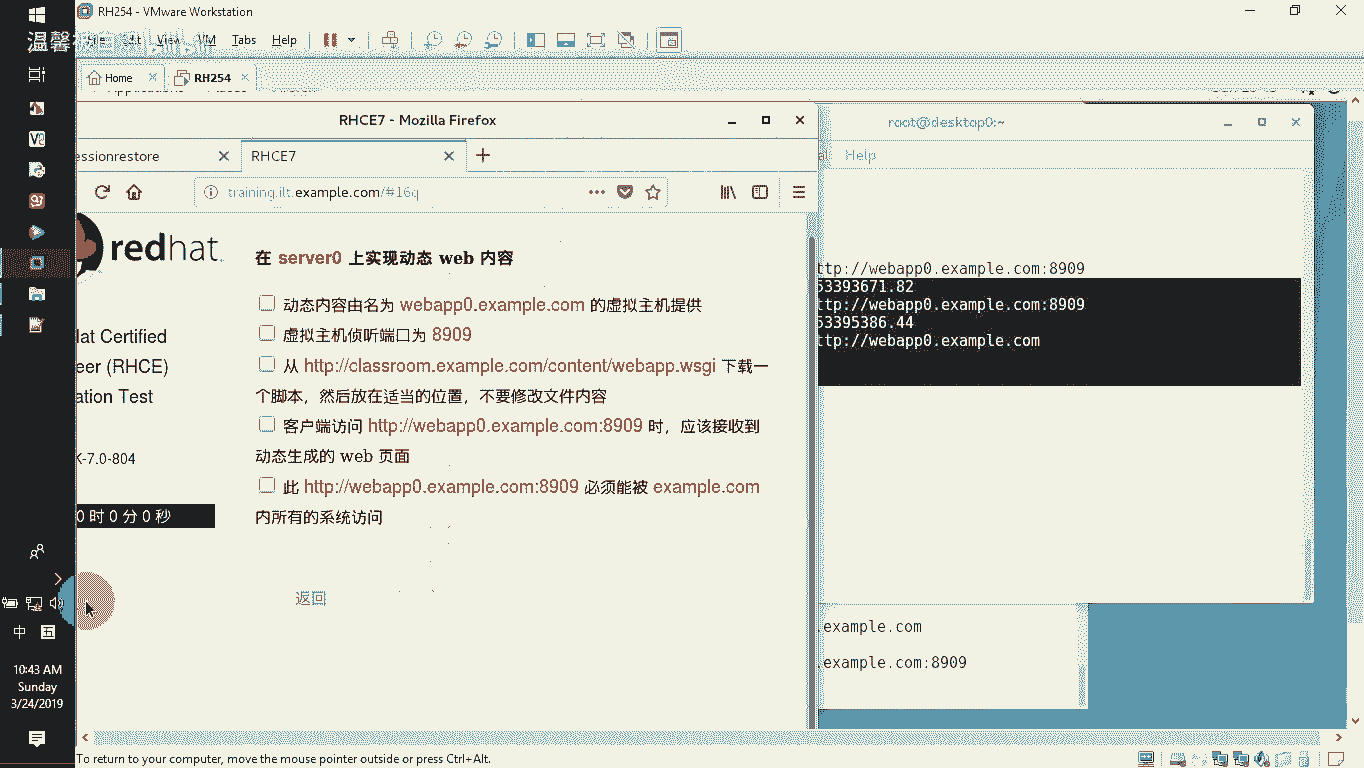 RH254 - VMware Workstation
Edit View VM Tabs Help
Home
RH254
RHCE7 - Mozilla Firefox
essionrestore
RHCE7
training.ilt.example.com/#16q
redhat.
在 server0 上实现动态 web 内容
动态内容由名为 webapp0.example.com 的虚拟主机提供
虚拟主机侦听端口为 8909
从 http://classroom.example.com/content/webapp.wsgi 下载一
个脚本，然后放在适当的位置，不要修改文件内容
客户端访问 http://webapp0.example.com:8909 时，应该接收到
动态生成的 web 页面
此 http://webapp0.example.com:8909 必须能被 example.com
内所有的系统访问
返回
lat Certified
eer (RHCE)
ation Test
K-7.0-804
0 时 0 分 0 秒
root@desktop0:~
Help
ttp://webapp0.example.com:8909
53393671.82
ttp://webapp0.example.com:8909
53395386.44
ttp://webapp0.example.com
.example.com
.example.com:8909
中
五
10:43 AM
Sunday
3/24/2019
To return to your computer, move the mouse pointer outside or press Ctrl+Alt.